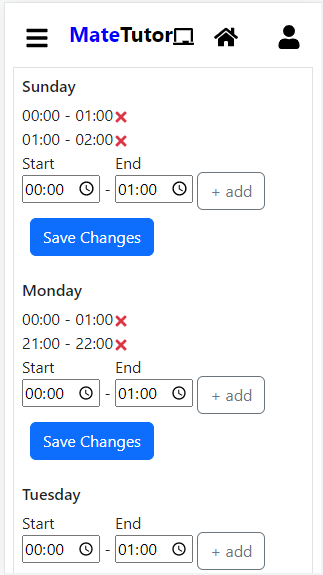 MateTutor
Sunday
00:00 - 01:00
01:00 - 02:00
Start End
00:00 - 01:00 + add
Save Changes
Monday
00:00 - 01:00
21:00 - 22:00
Start End
00:00 - 01:00 + add
Save Changes
Tuesday
Start End
00:00 - 01:00 + add